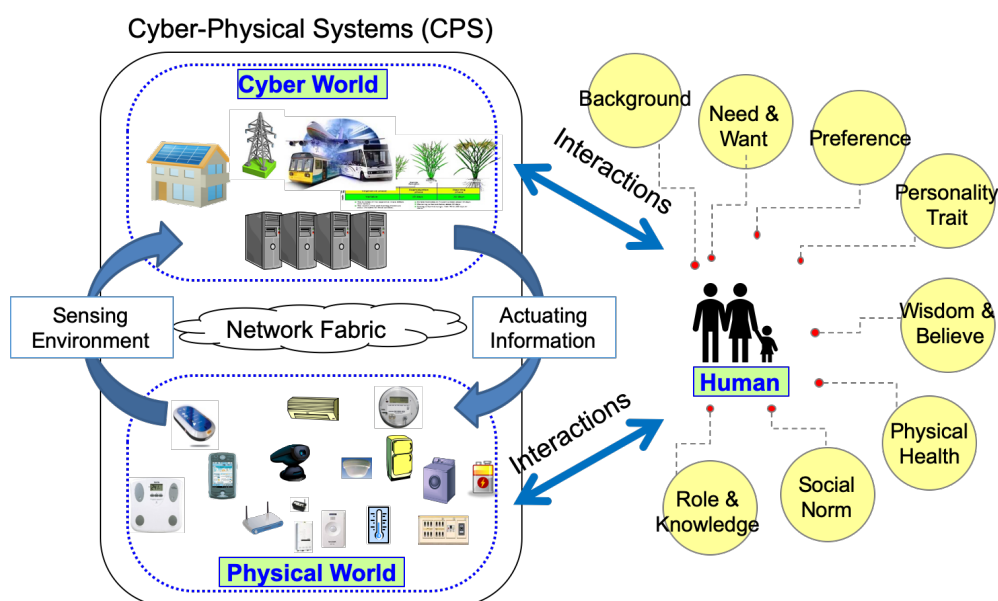 Cyber-Physical Systems (CPS)
Cyber World
Sensing
Environment
Network Fabric
Actuating
Information
Physical World
Interactions
Interactions
Human
Background
Need &
Want
Preference
Personality
Trait
Wisdom &
Believe
Physical
Health
Social
Norm
Role &
Knowledge